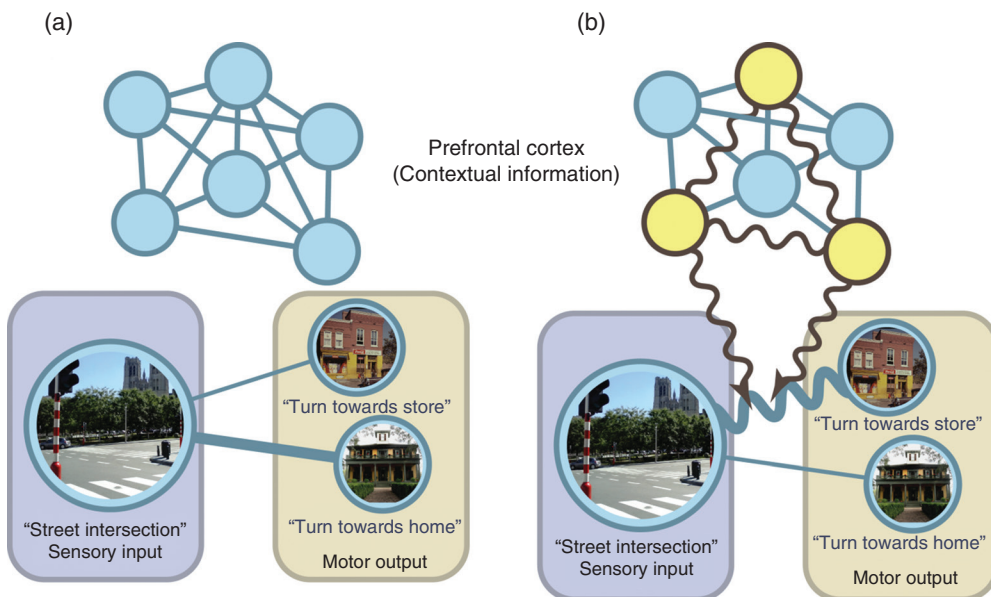 (a)
(b)
Prefrontal cortex
(Contextual information)
“Turn towards store”
“Turn towards home”
“Street intersection”
Sensory input
Motor output
“Turn towards store”
“Turn towards home”
“Street intersection”
Sensory input
Motor output